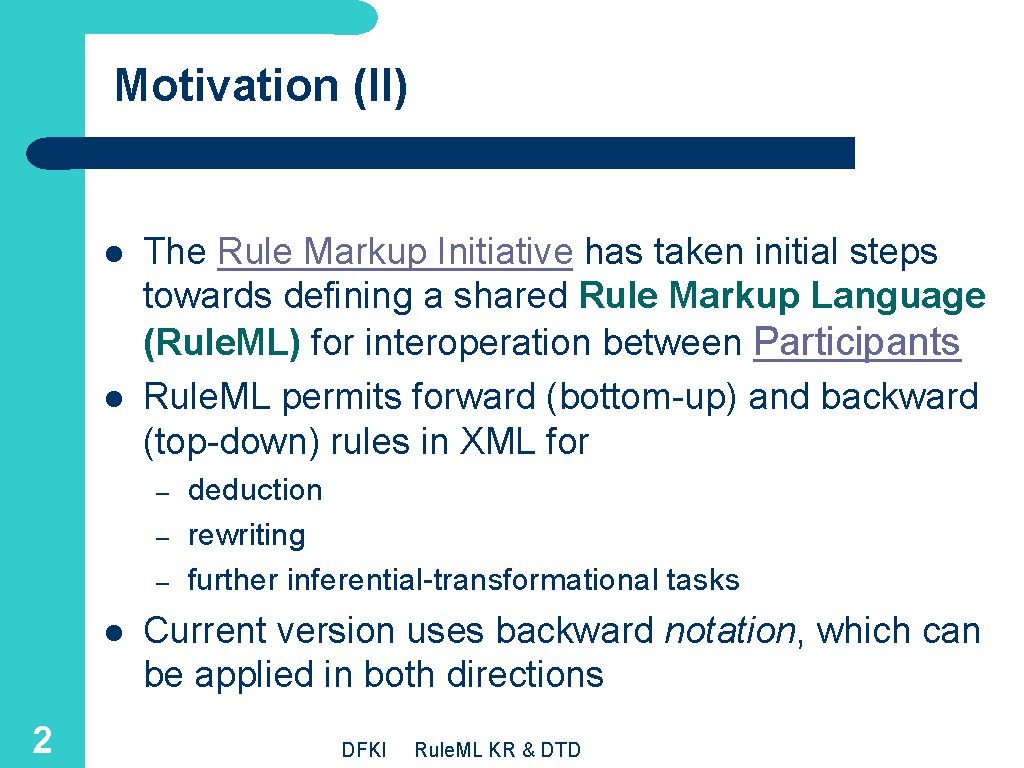 Motivation (II)
The Rule Markup Initiative has taken initial steps
towards defining a shared Rule Markup Language
(RuleML) for interoperation between Participants
RuleML permits forward (bottom-up) and backward
(top-down) rules in XML for
– deduction
– rewriting
– further inferential-transformational tasks
Current version uses backward notation, which can
be applied in both directions
2
DFKI RuleML KR & DTD